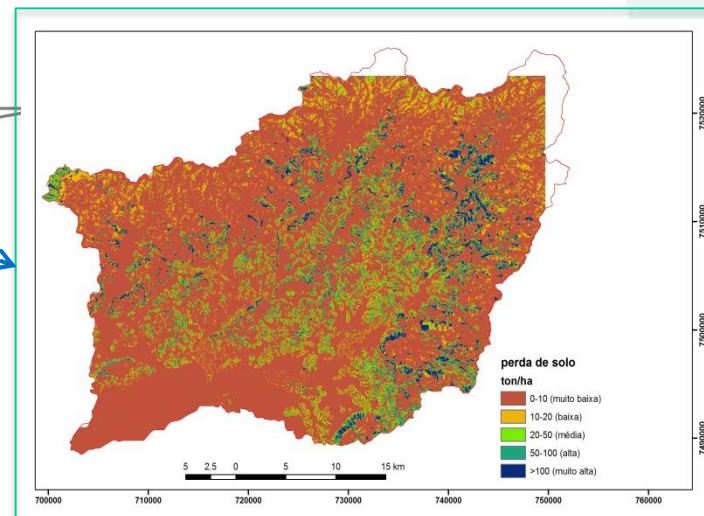 7520000
7510000
7500000
7490000
perda de solo
ton/ha
0-10 (muito baixa)
10-20 (baixa)
20-50 (média)
50-100 (alta)
>100 (muito alta)
5 2.5 0 5 10 15 km
700000 710000 720000 730000 740000 750000 760000